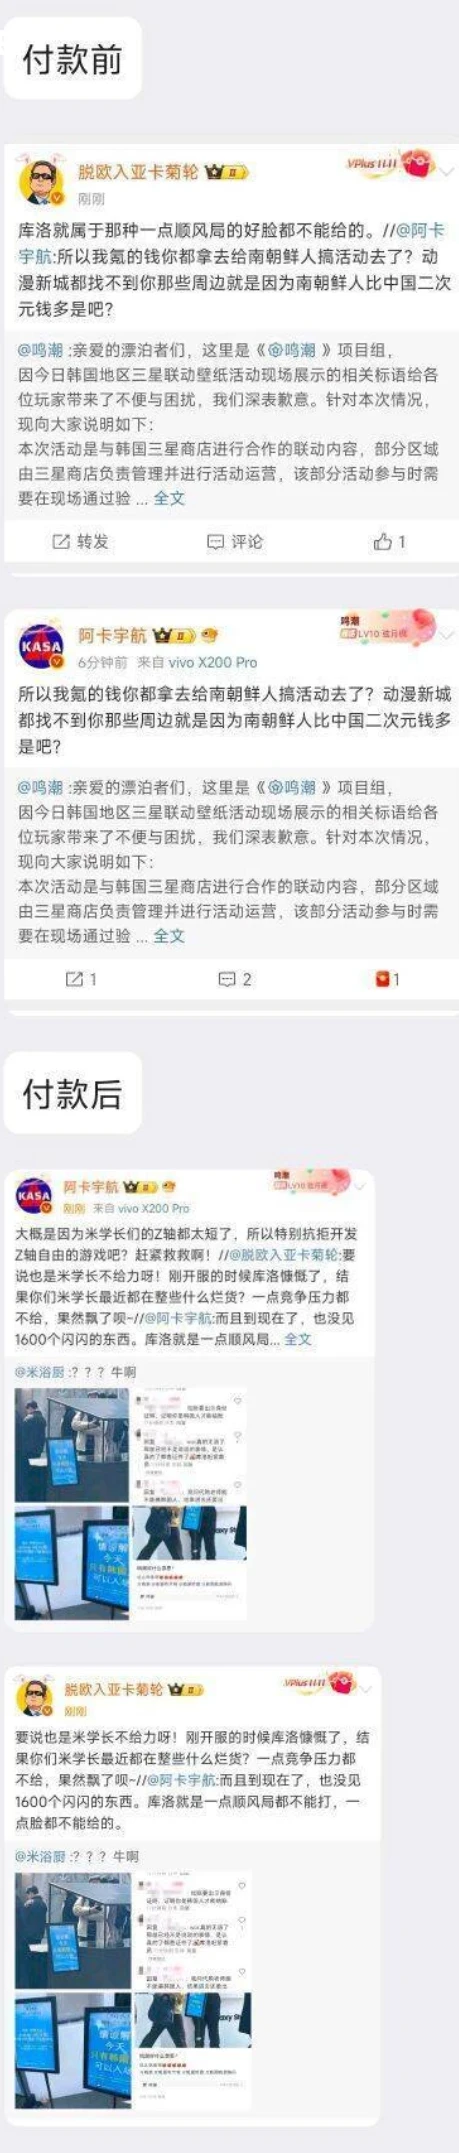 付款前
脱欧入亚卡菊轮 II
VPlus11.11
刚刚
库洛就属于那种一点顺风局的好脸都不能给的。//@阿卡
宇航:所以我氪的钱你都拿去给南朝鲜人搞活动去了？动
漫新城都找不到你那些周边就是因为南朝鲜人比中国二次
元钱多是吧？
@鸣潮 :亲爱的漂泊者们，这里是《鸣潮 》项目组，
因今日韩国地区三星联动壁纸活动现场展示的相关标语给各
位玩家带来了不便与困扰，我们深表歉意。针对本次情况，
现向大家说明如下：
本次活动是与韩国三星商店进行合作的联动内容，部分区域
由三星商店负责管理并进行活动运营，该部分活动参与时需
要在现场通过验 ... 全文
转发 评论 1
KASA
阿卡宇航 II
鸣潮
LV10
6分钟前 来自 vivo X200 Pro
所以我氪的钱你都拿去给南朝鲜人搞活动去了？动漫新城
都找不到你那些周边就是因为南朝鲜人比中国二次元钱多
是吧？
@鸣潮 :亲爱的漂泊者们，这里是《鸣潮 》项目组，
因今日韩国地区三星联动壁纸活动现场展示的相关标语给各
位玩家带来了不便与困扰，我们深表歉意。针对本次情况，
现向大家说明如下：
本次活动是与韩国三星商店进行合作的联动内容，部分区域
由三星商店负责管理并进行活动运营，该部分活动参与时需
要在现场通过验 ... 全文
1 2 1
付款后
KASA
阿卡宇航 II
鸣潮
LV10
刚刚 来自 vivo X200 Pro
大概是因为米学长们的Z轴都太短了，所以特别抗拒开发
Z轴自由的游戏吧？赶紧救救啊！//@脱欧入亚卡菊轮:要
说也是米学长不给力呀！刚开服的时候库洛慷慨了，结
果你们米学长最近都在整些什么烂货？一点竞争压力都
不给，果然飘了呗~//@阿卡宇航:而且到现在了，也没见
1600个闪闪的东西。库洛就是一点顺风局... 全文
@米浴厨 :？？？牛啊
今天
脱欧入亚卡菊轮 II
VPlus11.11
刚刚
要说也是米学长不给力呀！刚开服的时候库洛慷慨了，结
果你们米学长最近都在整些什么烂货？一点竞争压力都
不给，果然飘了呗~//@阿卡宇航:而且到现在了，也没见
1600个闪闪的东西。库洛就是一点顺风局都不能打，一
点脸都不能给的。
@米浴厨 :？？？牛啊
今天